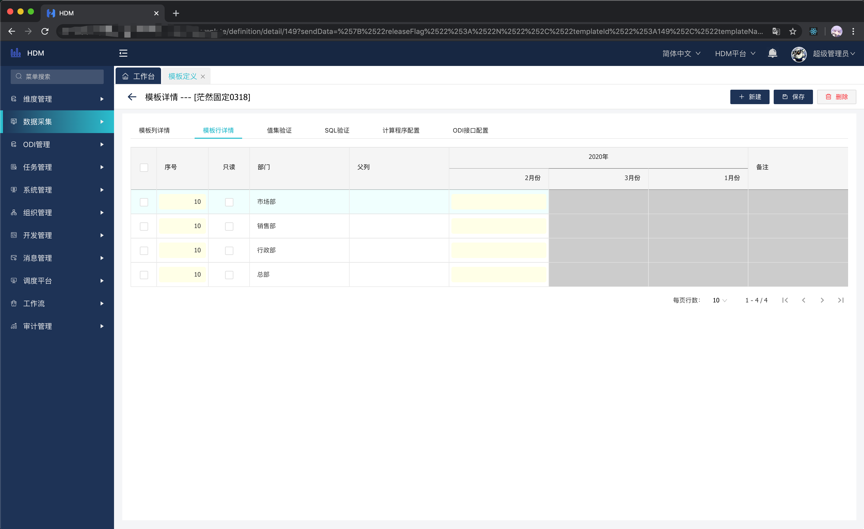 HDM
/definition/detail/149?sendData=%257B%2522releaseFlag%2522%253A%2522N%2522%252C%2522templateId%2522%253A149%252C%2522templateNa...
HDM
简体中文
HDM平台
超级管理员
菜单搜索
工作台
模板定义
维度管理
数据采集
ODI管理
任务管理
系统管理
组织管理
开发管理
消息管理
调度平台
工作流
审计管理
模板详情 --- [茫然固定0318]
新建
保存
删除
模板列详情
模板行详情
值集验证
SQL验证
计算程序配置
ODI接口配置
序号
只读
部门
父列
2020年
备注
2月份
3月份
1月份
10
市场部
10
销售部
10
行政部
10
总部
每页行数:
10
1 - 4 / 4